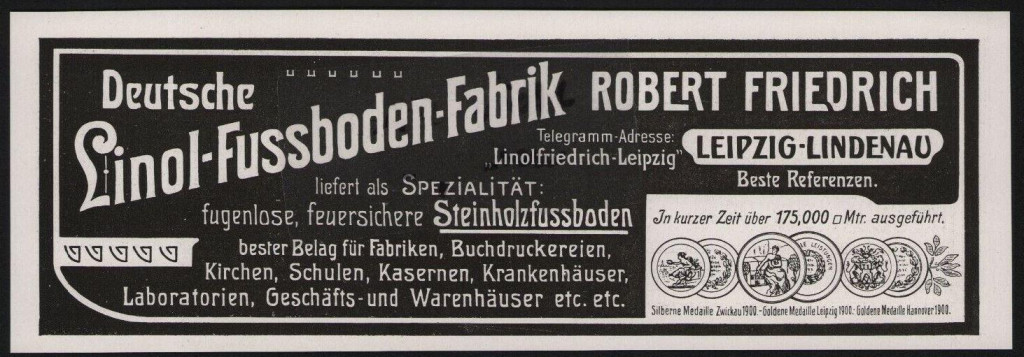 Deutsche
Linol-Fussboden-Fabrik
ROBERT FRIEDRICH
Telegramm-Adresse:
„Linolfriedrich-Leipzig"
LEIPZIG-LINDENAU
Beste Referenzen.
liefert als SPEZIALITÄT:
fugenlose, feuersichere Steinholzfussboden
bester Belag für Fabriken, Buchdruckereien,
Kirchen, Schulen, Kasernen, Krankenhäuser,
Laboratorien, Geschäfts-und Warenhäuser etc. etc.
In kurzer Zeit über 175,000 □ Mtr. ausgeführt.
Silberne Medaille Zwickau 1900.-Goldene Medaille Leipzig 1900.-Goldene Medaille Hannover 1900.